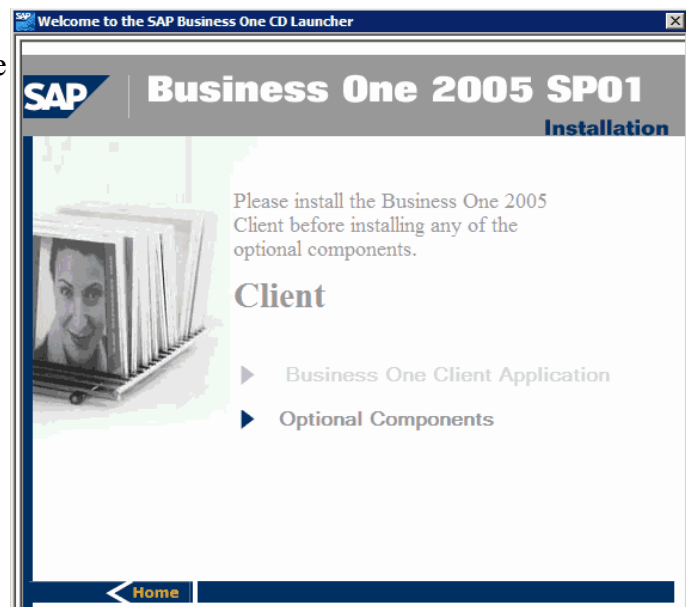 Welcome to the SAP Business One CD Launcher
e
SAP
Business One 2005 SP01
Installation
Please install the Business One 2005
Client before installing any of the
optional components.
Client
Business One Client Application
Optional Components
Home